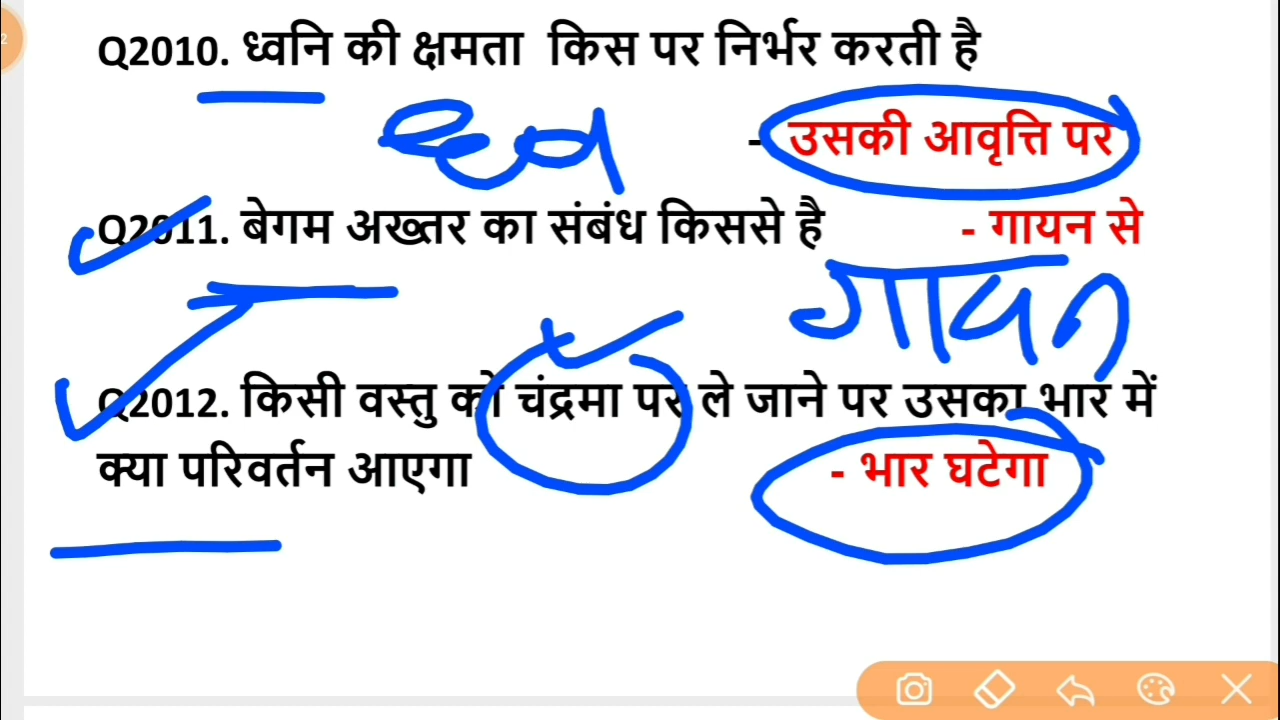 Q2010. ध्वनि की क्षमता किस पर निर्भर करती है
- उसकी आवृत्ति पर
Q2011. बेगम अख्तर का संबंध किससे है - गायन से
गायन
Q2012. किसी वस्तु को चंद्रमा पर ले जाने पर उसका भार में
क्या परिवर्तन आएगा - भार घटेगा